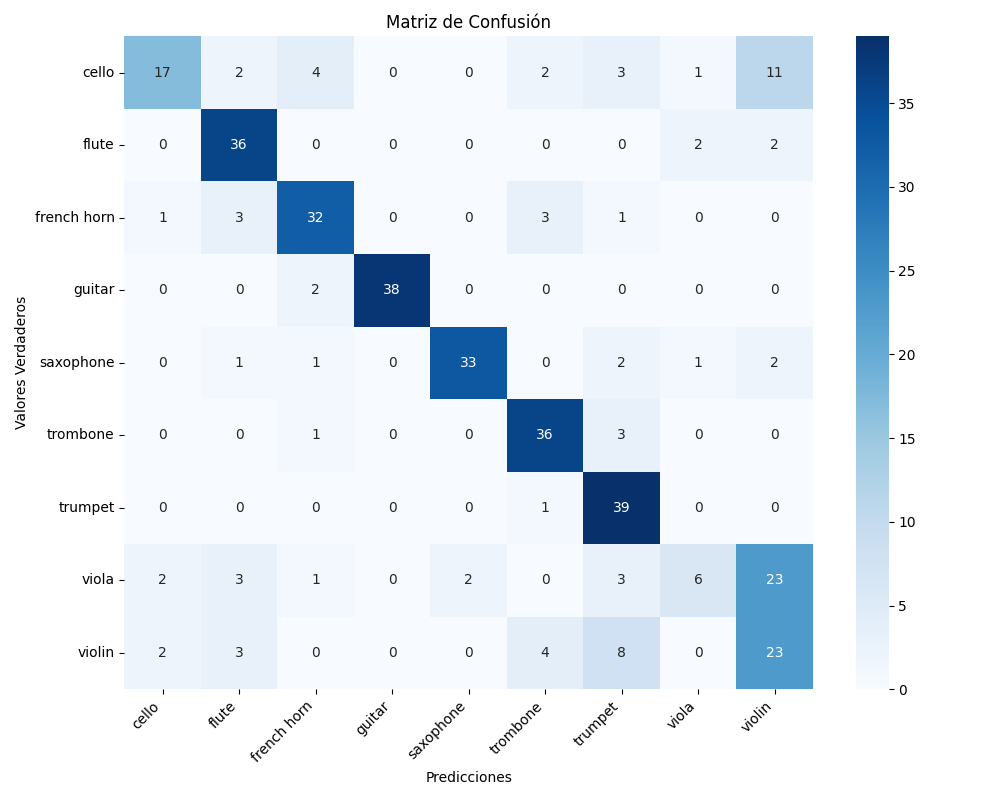 Matriz de Confusión
cello 17 2 4 0 0 2 3 1 11
flute 0 36 0 0 0 0 0 2 2
french horn 1 3 32 0 0 3 1 0 0
guitar 0 0 2 38 0 0 0 0 0
saxophone 0 1 1 0 33 0 2 1 2
trombone 0 0 1 0 0 36 3 0 0
trumpet 0 0 0 0 0 1 39 0 0
viola 2 3 1 0 2 0 3 6 23
violin 2 3 0 0 0 4 8 0 23
cello flute french horn guitar saxophone trombone trumpet viola violin
Predicciones
Valores Verdaderos
35
30
25
20
15
10
5
0